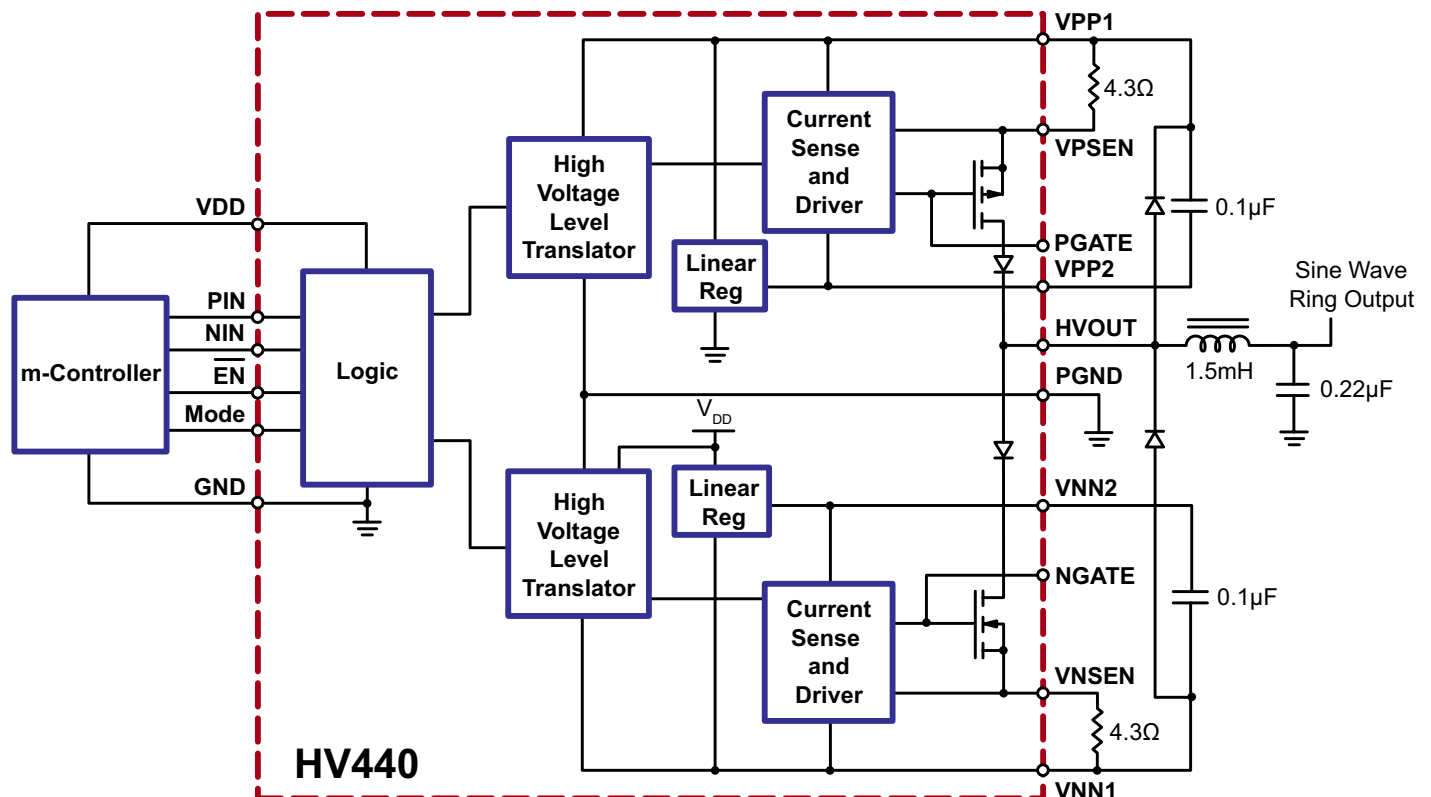 VPP1
4.3Ω
Current
Sense
and
Driver
VPSEN
High
Voltage
Level
Translator
VDD
0.1µF
PGATE
Linear
Reg
VPP2
Sine Wave
Ring Output
PIN
NIN
EN
Mode
m-Controller
Logic
HVOUT
1.5mH
PGND
0.22µF
VDD
GND
High
Voltage
Level
Translator
Linear
Reg
VNN2
NGATE
Current
Sense
and
Driver
0.1µF
VNSEN
4.3Ω
HV440
VNN1